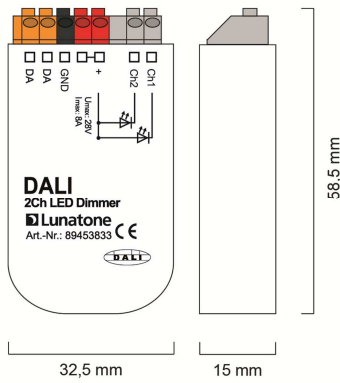 DA
DA
GND
+
Ch2
Ch1
Umax: 28V
Imax: 8A
DALI
2Ch LED Dimmer
Lunatone
Art.-Nr.: 89453833 CE
DALI
58.5 mm
32,5 mm
15 mm